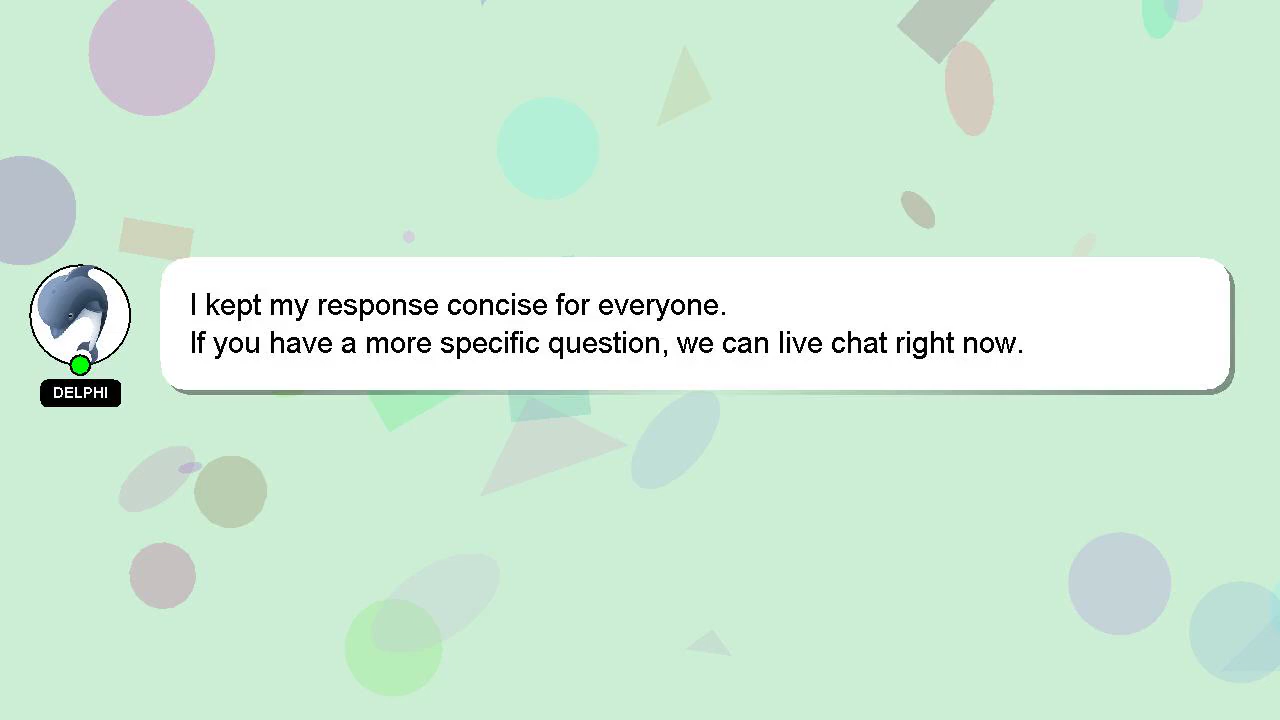 I kept my response concise for everyone.
If you have a more specific question, we can live chat right now.
DELPHI